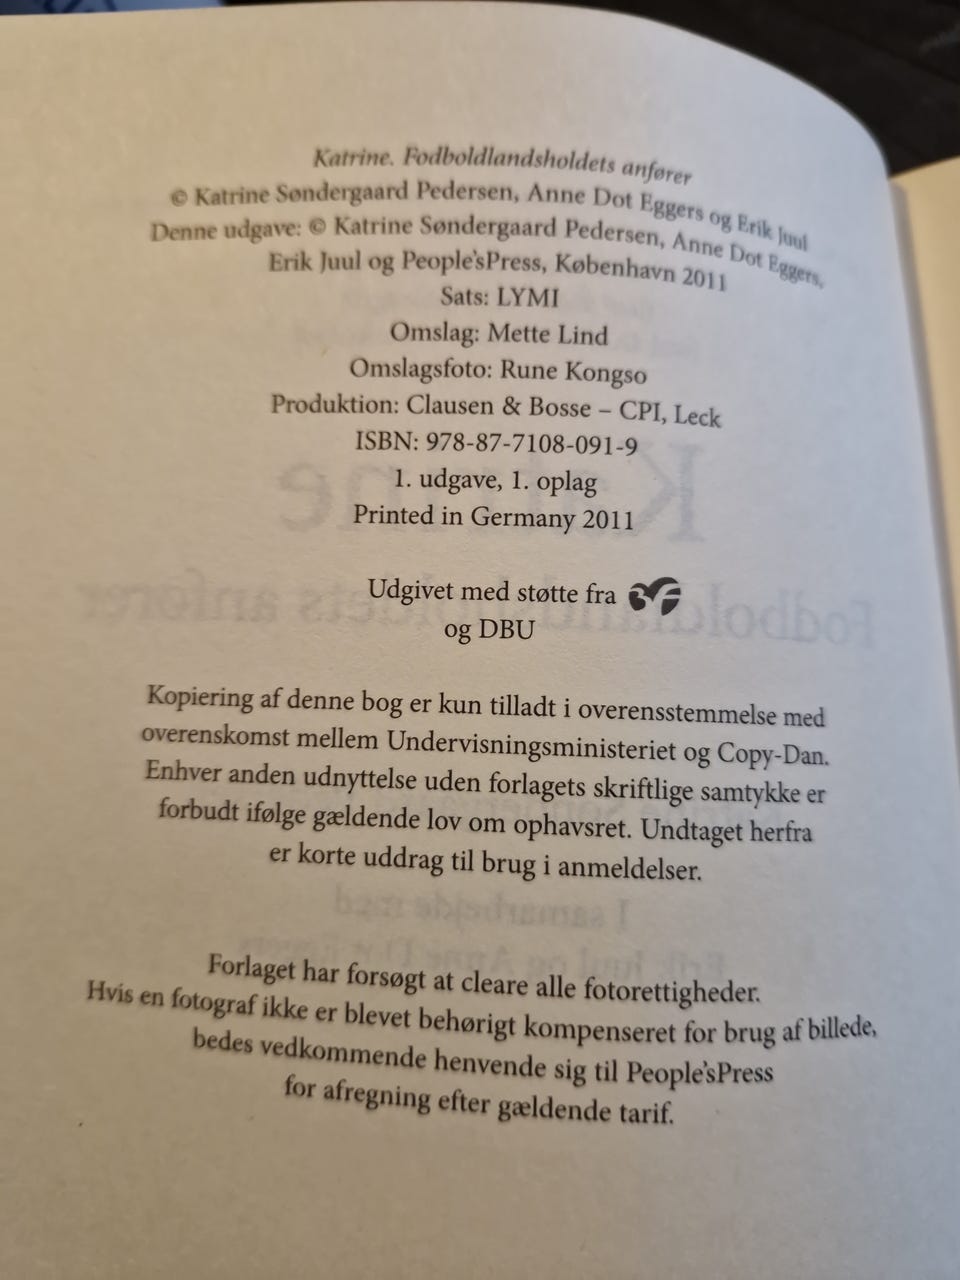 Katrine. Fodboldlandsholdets anfører
© Katrine Søndergaard Pedersen, Anne Dot Eggers og Erik Juul
Denne udgave: © Katrine Søndergaard Pedersen, Anne Dot Eggers,
Erik Juul og People'sPress, København 2011
Sats: LYMI
Omslag: Mette Lind
Omslagsfoto: Rune Kongso
Produktion: Clausen & Bosse – CPI, Leck
ISBN: 978-87-7108-091-9
1. udgave, 1. oplag
Printed in Germany 2011
Udgivet med støtte fra
og DBU
Kopiering af denne bog er kun tilladt i overensstemmelse med
overenskomst mellem Undervisningsministeriet og Copy-Dan.
Enhver anden udnyttelse uden forlagets skriftlige samtykke er
forbudt ifølge gældende lov om ophavsret. Undtaget herfra
er korte uddrag til brug i anmeldelser.
Forlaget har forsøgt at cleare alle fotorettigheder.
Hvis en fotograf ikke er blevet behørigt kompenseret for brug af billede,
bedes vedkommende henvende sig til People'sPress
for afregning efter gældende tarif.